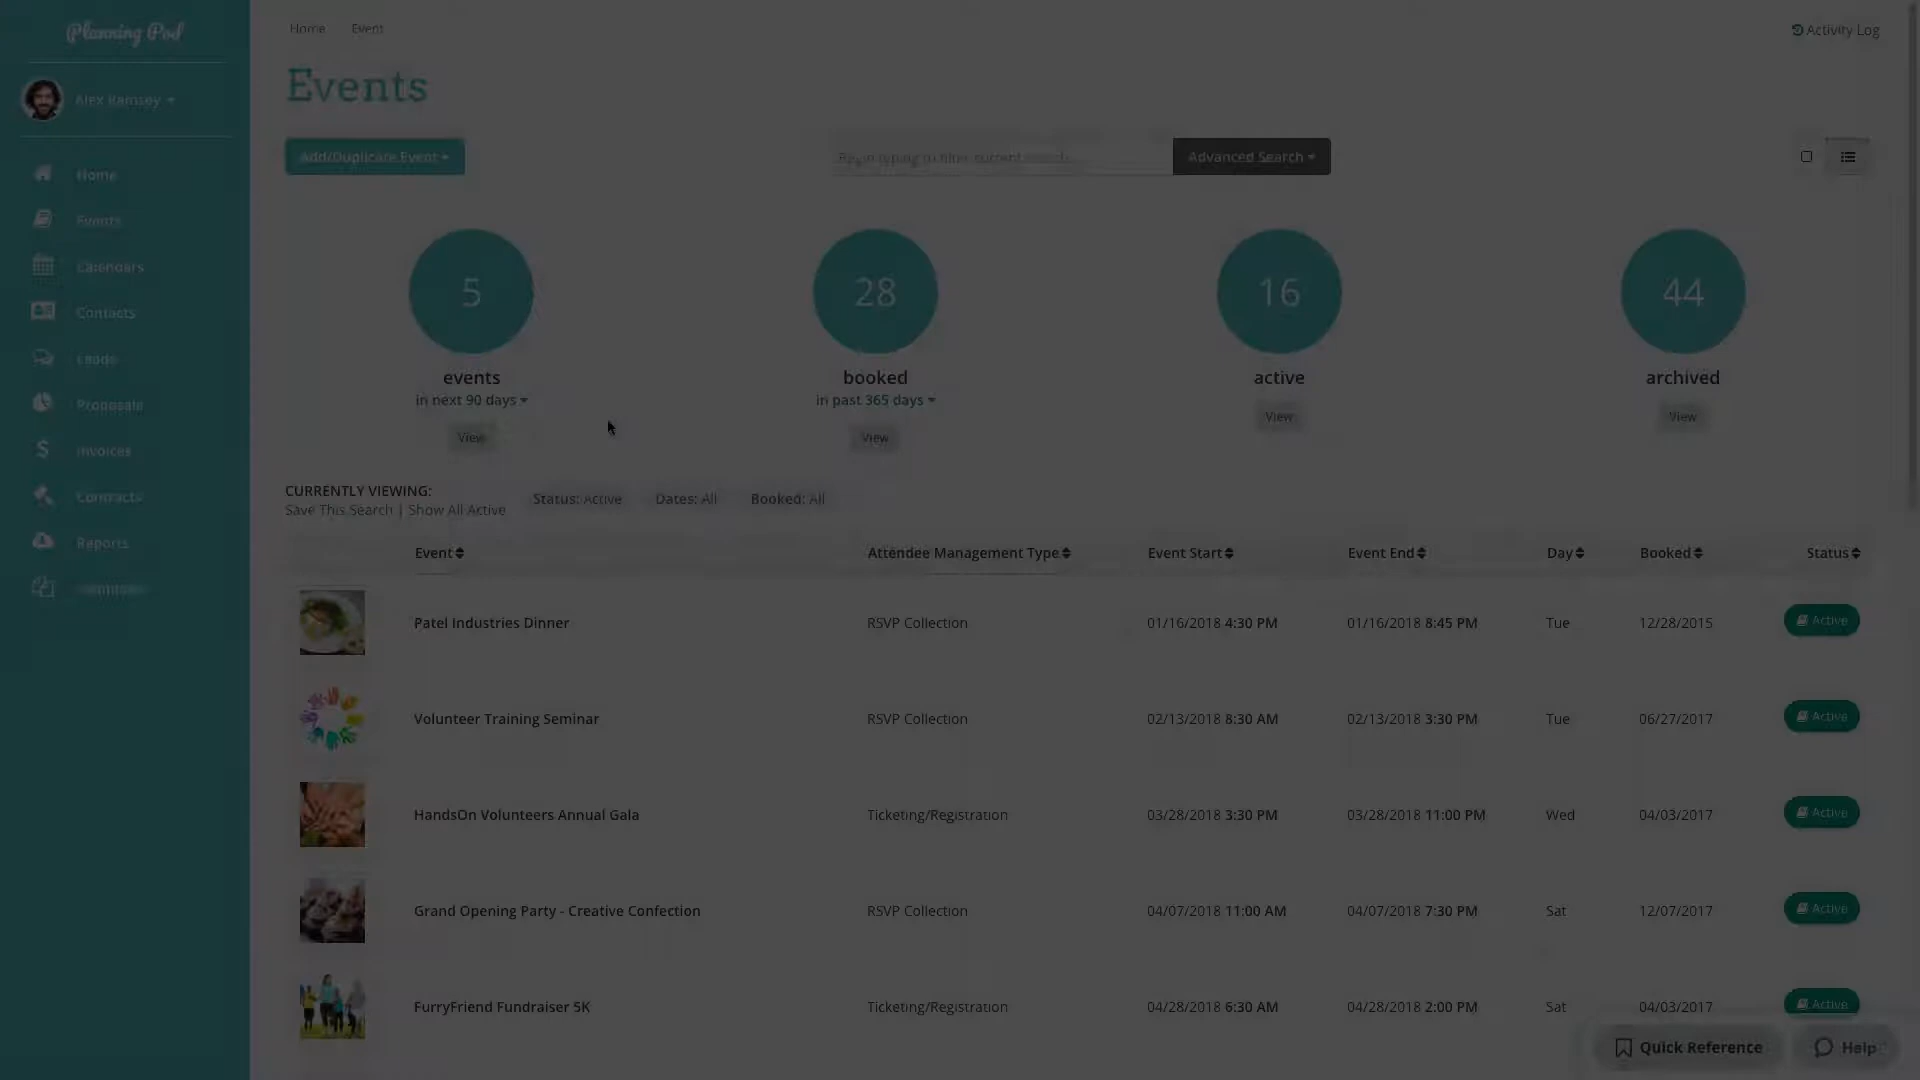 Planning Pod
Alex Ramsey
Home
Events
Calendars
Contacts
Leads
Proposals
Invoices
Contracts
Reports
Home Event
Activity Log
Events
Add/Duplicate Event
Begin typing to filter current search...
Advanced Search
5
events
in next 90 days
View
28
booked
in past 365 days
View
16
active
View
44
archived
View
CURRENTLY VIEWING:
Save This Search | Show All Active
Status: Active Dates: All Booked: All
Event Attendee Management Type Event Start Event End Day Booked Status
Patel Industries Dinner RSVP Collection 01/16/2018 4:30 PM 01/16/2018 8:45 PM Tue 12/28/2015 Active
Volunteer Training Seminar RSVP Collection 02/13/2018 8:30 AM 02/13/2018 3:30 PM Tue 06/27/2017 Active
HandsOn Volunteers Annual Gala Ticketing/Registration 03/28/2018 3:30 PM 03/28/2018 11:00 PM Wed 04/03/2017 Active
Grand Opening Party - Creative Confection RSVP Collection 04/07/2018 11:00 AM 04/07/2018 7:30 PM Sat 12/07/2017 Active
FurryFriend Fundraiser 5K Ticketing/Registration 04/28/2018 6:30 AM 04/28/2018 2:00 PM Sat 04/03/2017 Active
Quick Reference
Help